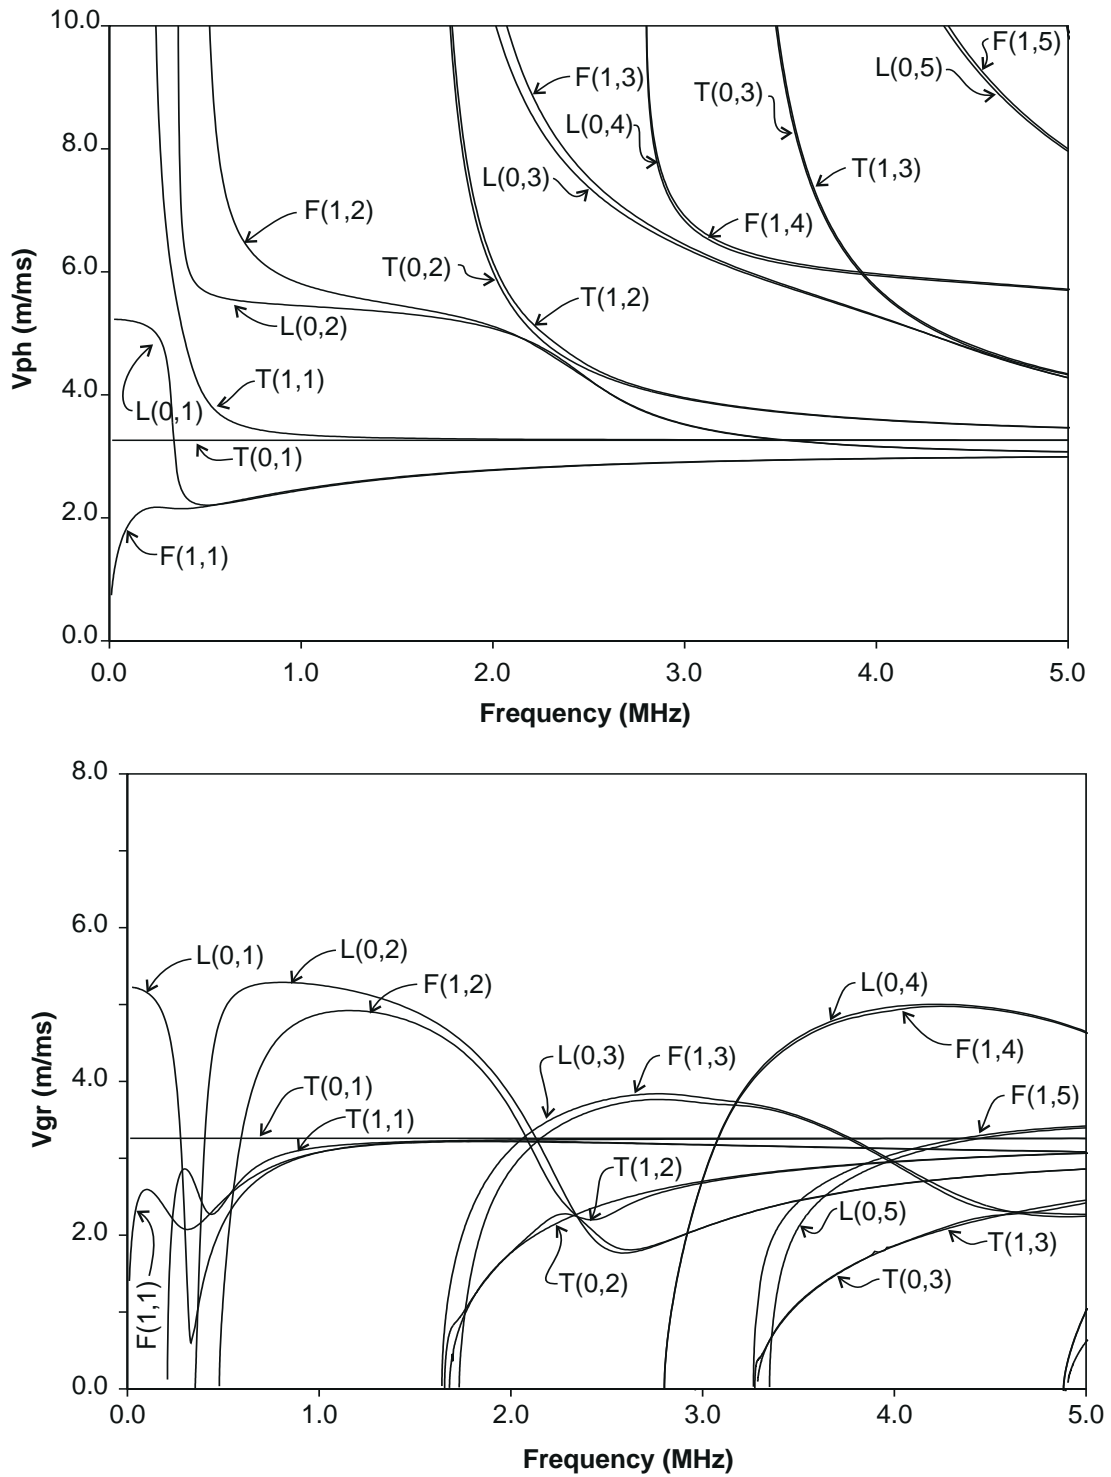 10.0
F(1,5)
L(0,5)
F(1,3)
T(0,3)
L(0,4)
8.0
T(1,3)
L(0,3)
F(1,2)
F(1,4)
6.0
T(0,2)
T(1,2)
L(0,2)
Vph (m/ms)
4.0
T(1,1)
L(0,1)
T(0,1)
2.0
F(1,1)
0.0
0.0 1.0 2.0 3.0 4.0 5.0
Frequency (MHz)
8.0
6.0
L(0,1)
L(0,2)
F(1,2)
L(0,4)
F(1,4)
L(0,3)
F(1,3)
4.0
T(0,1)
T(1,1)
F(1,5)
Vgr (m/ms)
T(1,2)
L(0,5)
2.0
T(1,3)
T(0,2)
T(0,3)
F(1,1)
0.0
0.0 1.0 2.0 3.0 4.0 5.0
Frequency (MHz)